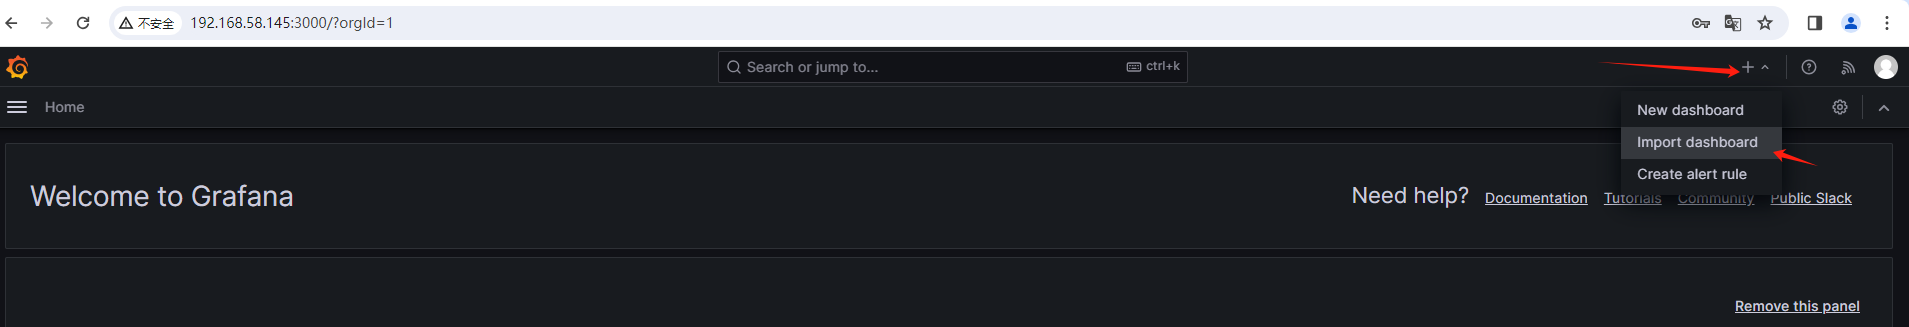 不安全 192.168.58.145:3000/?orgId=1
Search or jump to... ctrl+k
Home
New dashboard
Import dashboard
Create alert rule
Welcome to Grafana
Need help? Documentation Tutorials Community Public Slack
Remove this panel